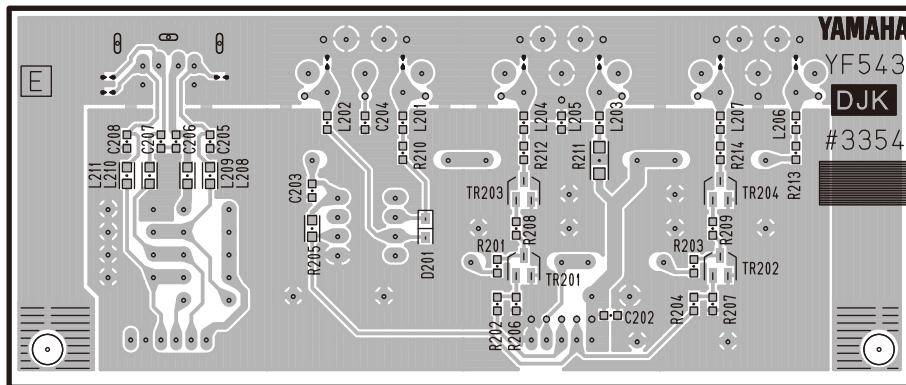 YAMAHA
E
YF543
DJK
#3354
L202
C204
L201
L204
L205
L203
L207
L206
C208
C207
C206
C205
R210
R212
R211
R214
R213
L211
L210
L209
L208
C203
TR203
TR204
R208
R209
R205
D201
R201
TR201
R203
TR202
R202
R206
C202
R204
R207